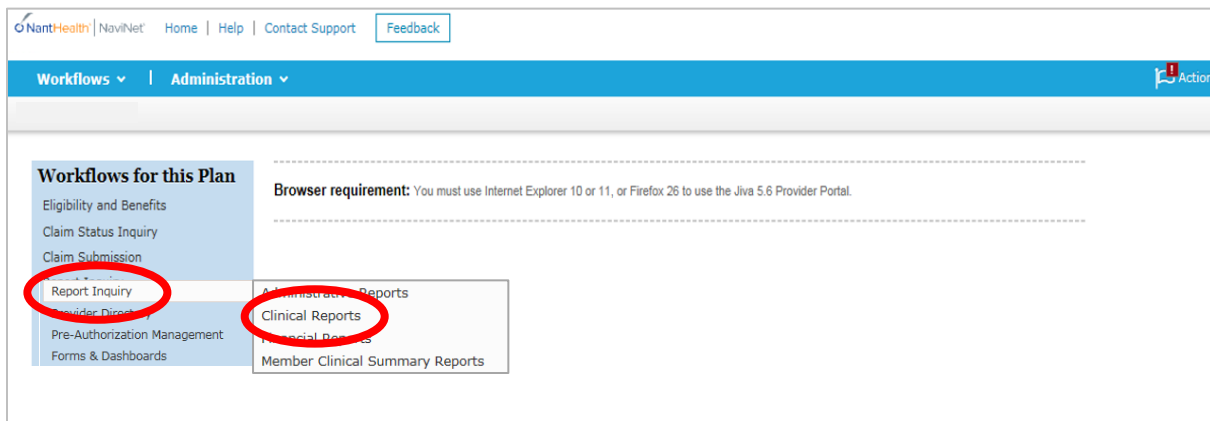 NantHealth | NaviNet Home | Help | Contact Support Feedback
Workflows | Administration Action
Workflows for this Plan
Browser requirement: You must use Internet Explorer 10 or 11, or Firefox 26 to use the Jiva 5.6 Provider Portal.
Eligibility and Benefits
Claim Status Inquiry
Claim Submission
Report Inquiry
Provider Directory
Pre-Authorization Management
Forms & Dashboards
Administrative Reports
Clinical Reports
Financial Reports
Member Clinical Summary Reports